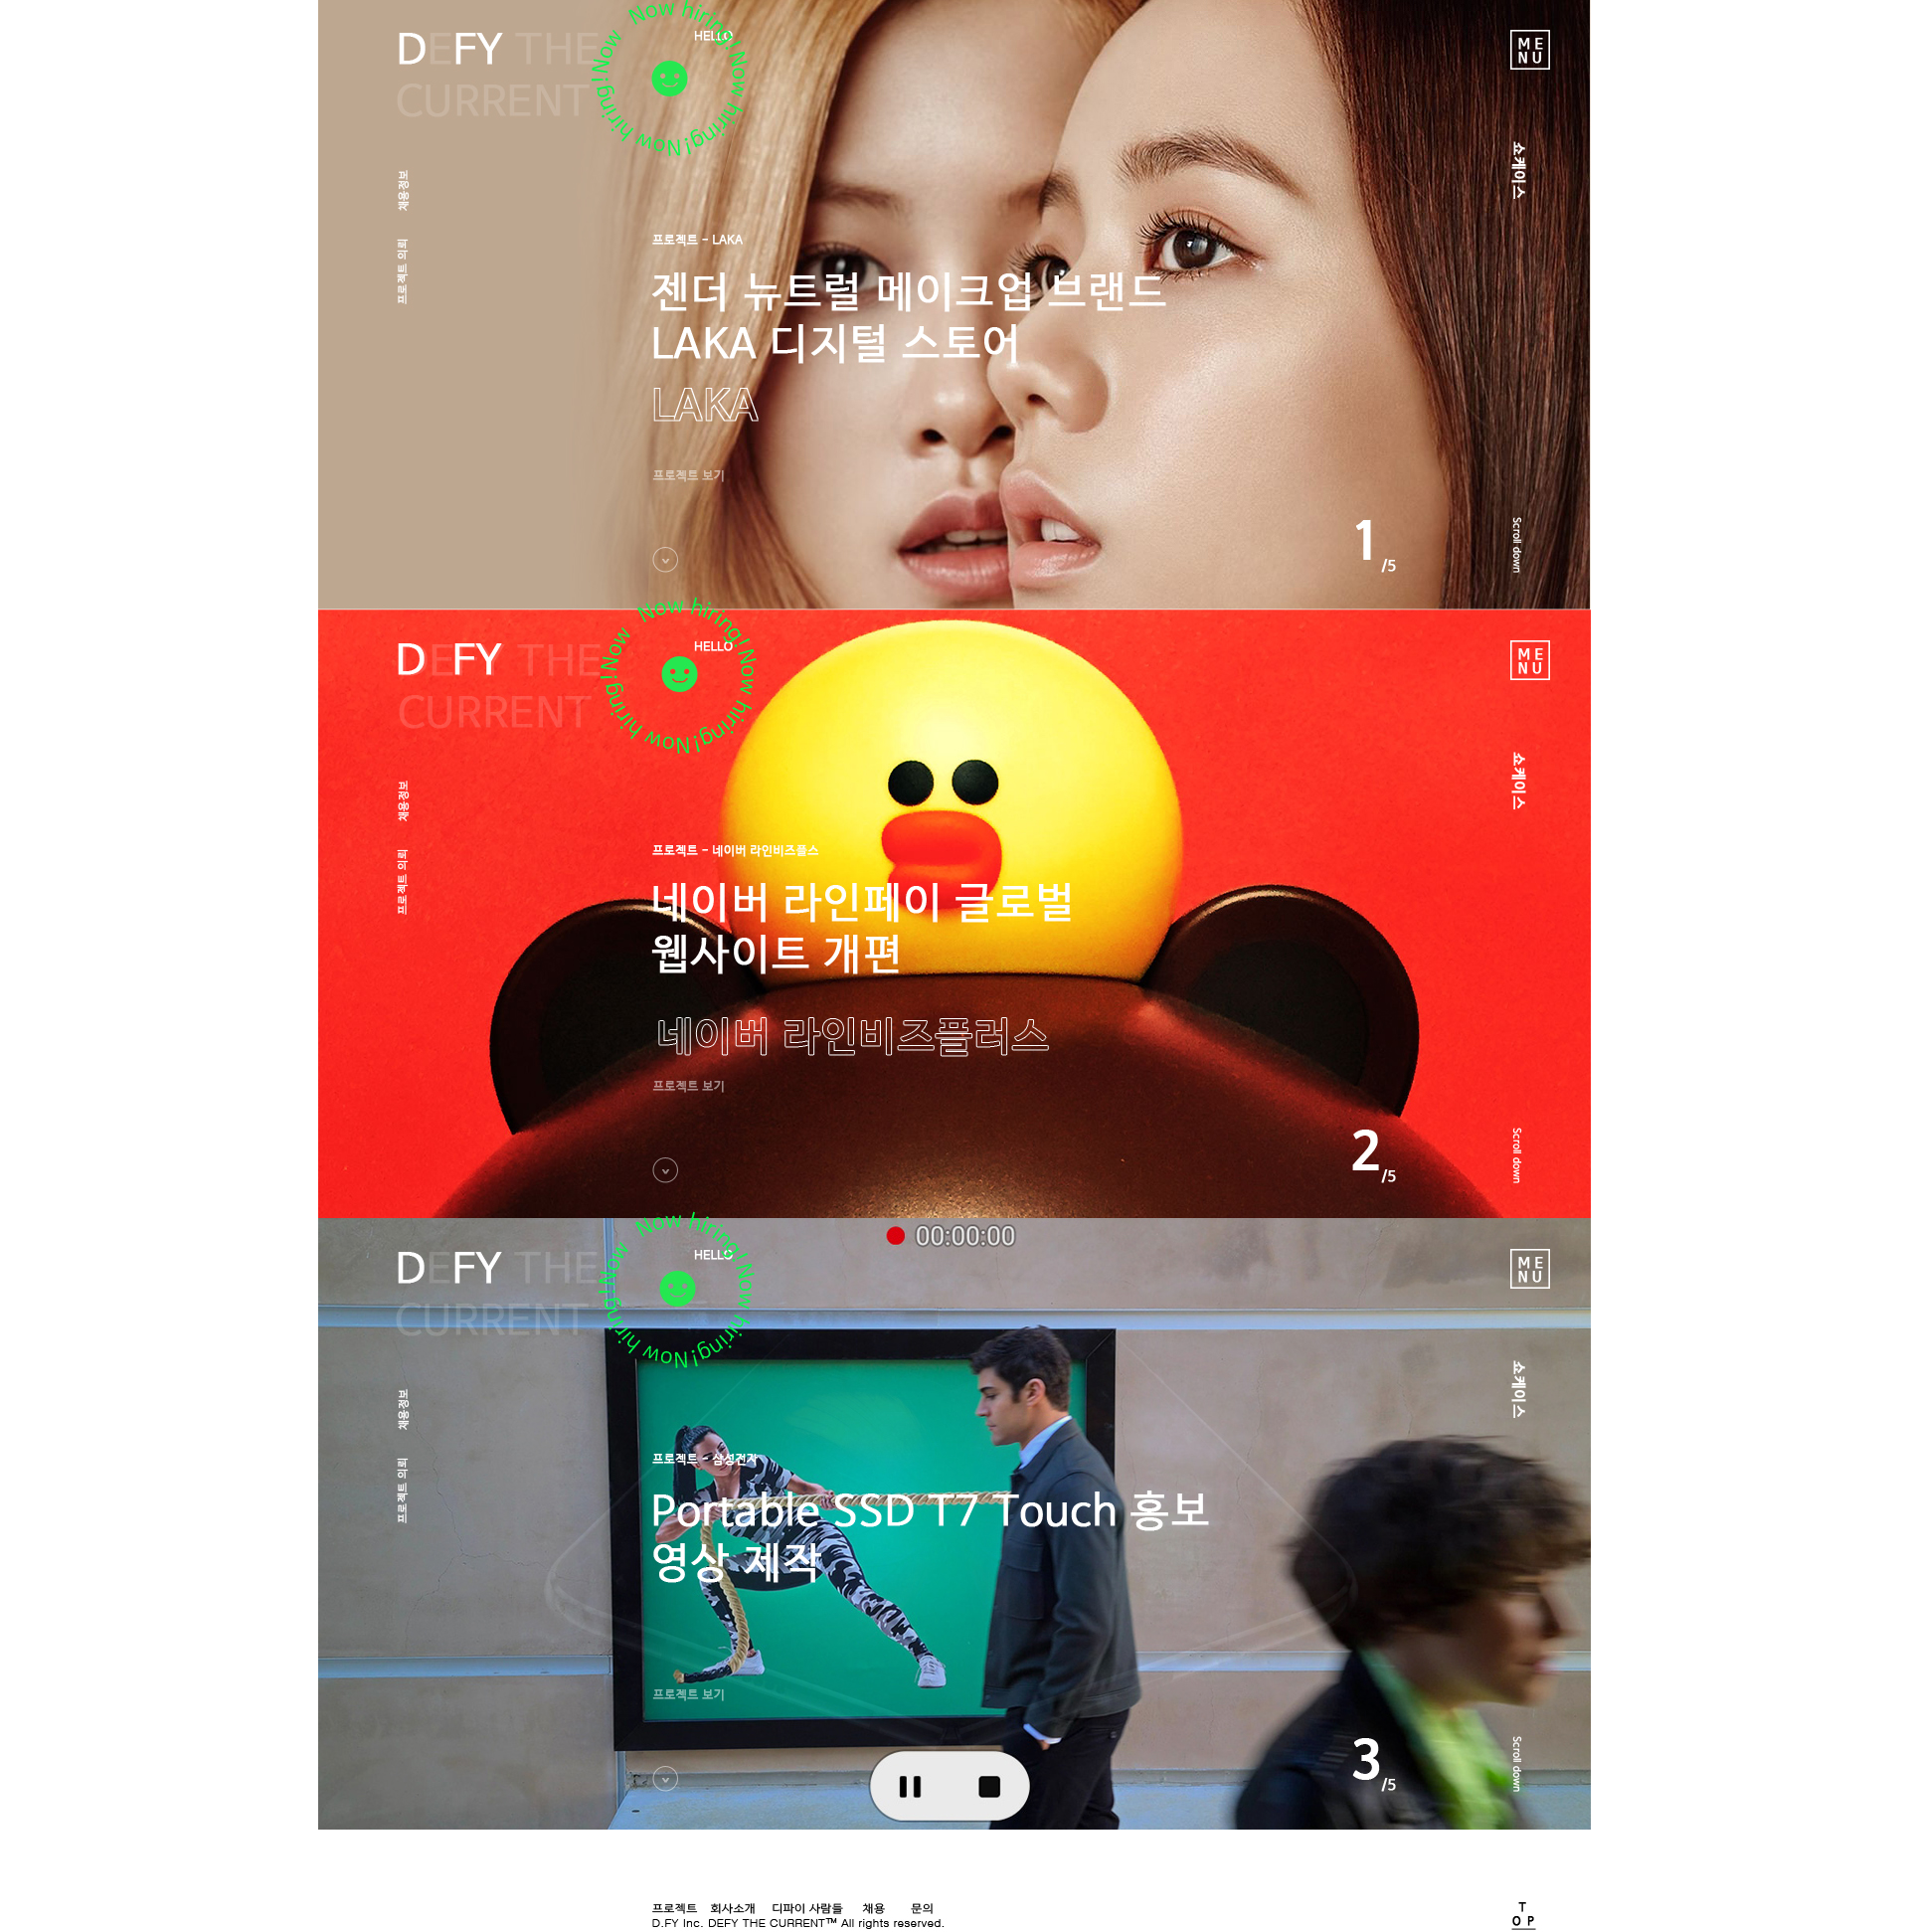 DEFY THE
CURRENT
Now hiring! Now hiring! Now hiring! Now
HELLO
ME
NU
채용정보
프로젝트 의뢰
쇼케이스
프로젝트 - LAKA
젠더 뉴트럴 메이크업 브랜드
LAKA 디지털 스토어
LAKA
프로젝트 보기
1/5
Scroll down
DEFY THE
CURRENT
Now hiring! Now hiring! Now hiring! Now
HELLO
ME
NU
채용정보
프로젝트 의뢰
쇼케이스
프로젝트 - 네이버 라인비즈플스
네이버 라인페이 글로벌
웹사이트 개편
네이버 라인비즈플러스
프로젝트 보기
2/5
Scroll down
00:00:00
DEFY THE
CURRENT
Now hiring! Now hiring! Now hiring! Now
HELLO
ME
NU
채용정보
프로젝트 의뢰
쇼케이스
프로젝트 - 삼성전자
Portable SSD T7 Touch 홍보
영상 제작
프로젝트 보기
3/5
Scroll down
프로젝트 회사소개 디파이 사람들 채용 문의
D.FY Inc. DEFY THE CURRENT™ All rights reserved.
T
O P